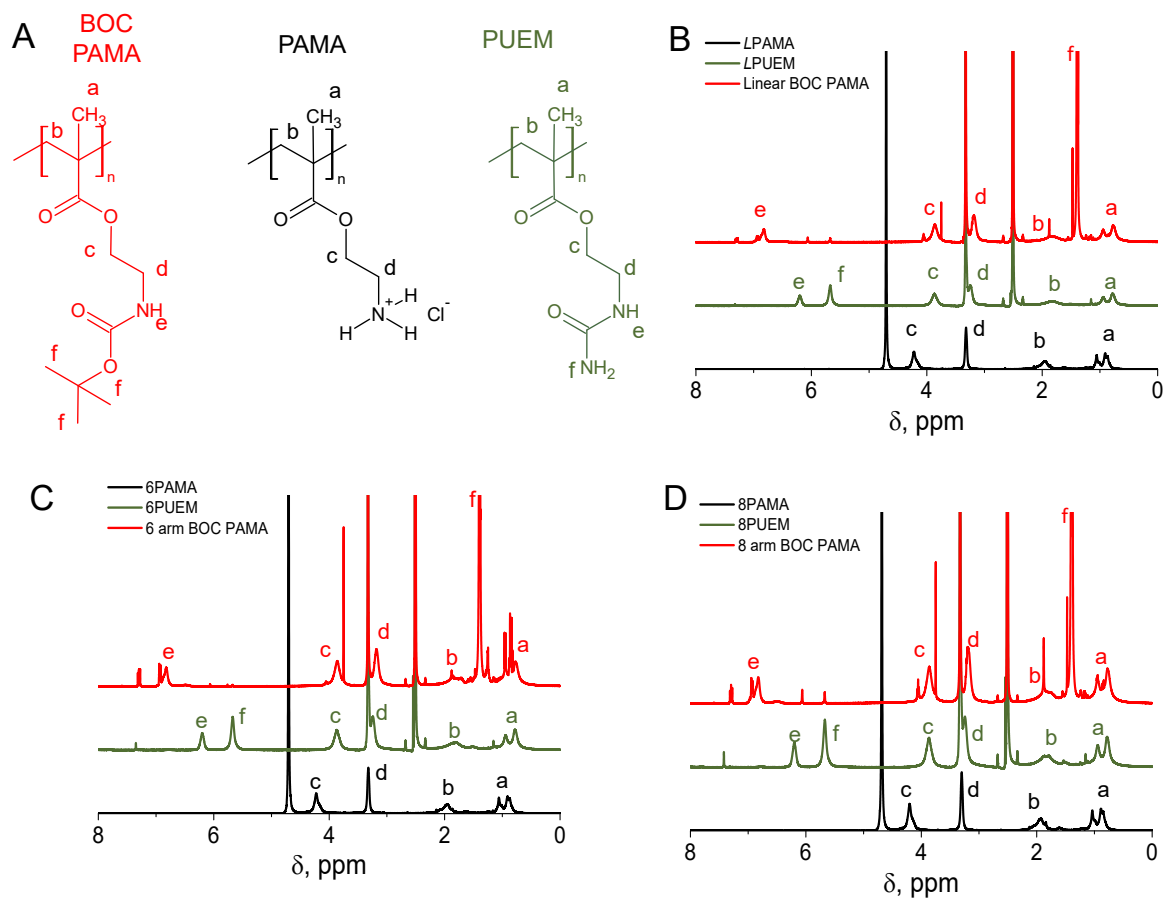 A
BOC
PAMA
PAMA
PUEM
a
CH3
b
n
O
O
c
d
O
NH
e
O
f
f
f
a
CH3
b
n
O
O
c
d
H
N+
H
H
Cl-
a
CH3
b
n
O
O
c
d
O
NH
e
f
NH2
B
LPAMA
LPUEM
Linear BOC PAMA
f
e
c
d
b
a
e
f
c
d
b
a
c
d
b
a
8
6
4
2
0
δ, ppm
C
6PAMA
6PUEM
6 arm BOC PAMA
f
e
c
d
b
a
e
f
c
d
b
a
c
d
b
a
8
6
4
2
0
δ, ppm
D
8PAMA
8PUEM
8 arm BOC PAMA
f
e
c
d
b
a
e
f
c
d
b
a
c
d
b
a
8
6
4
2
0
δ, ppm